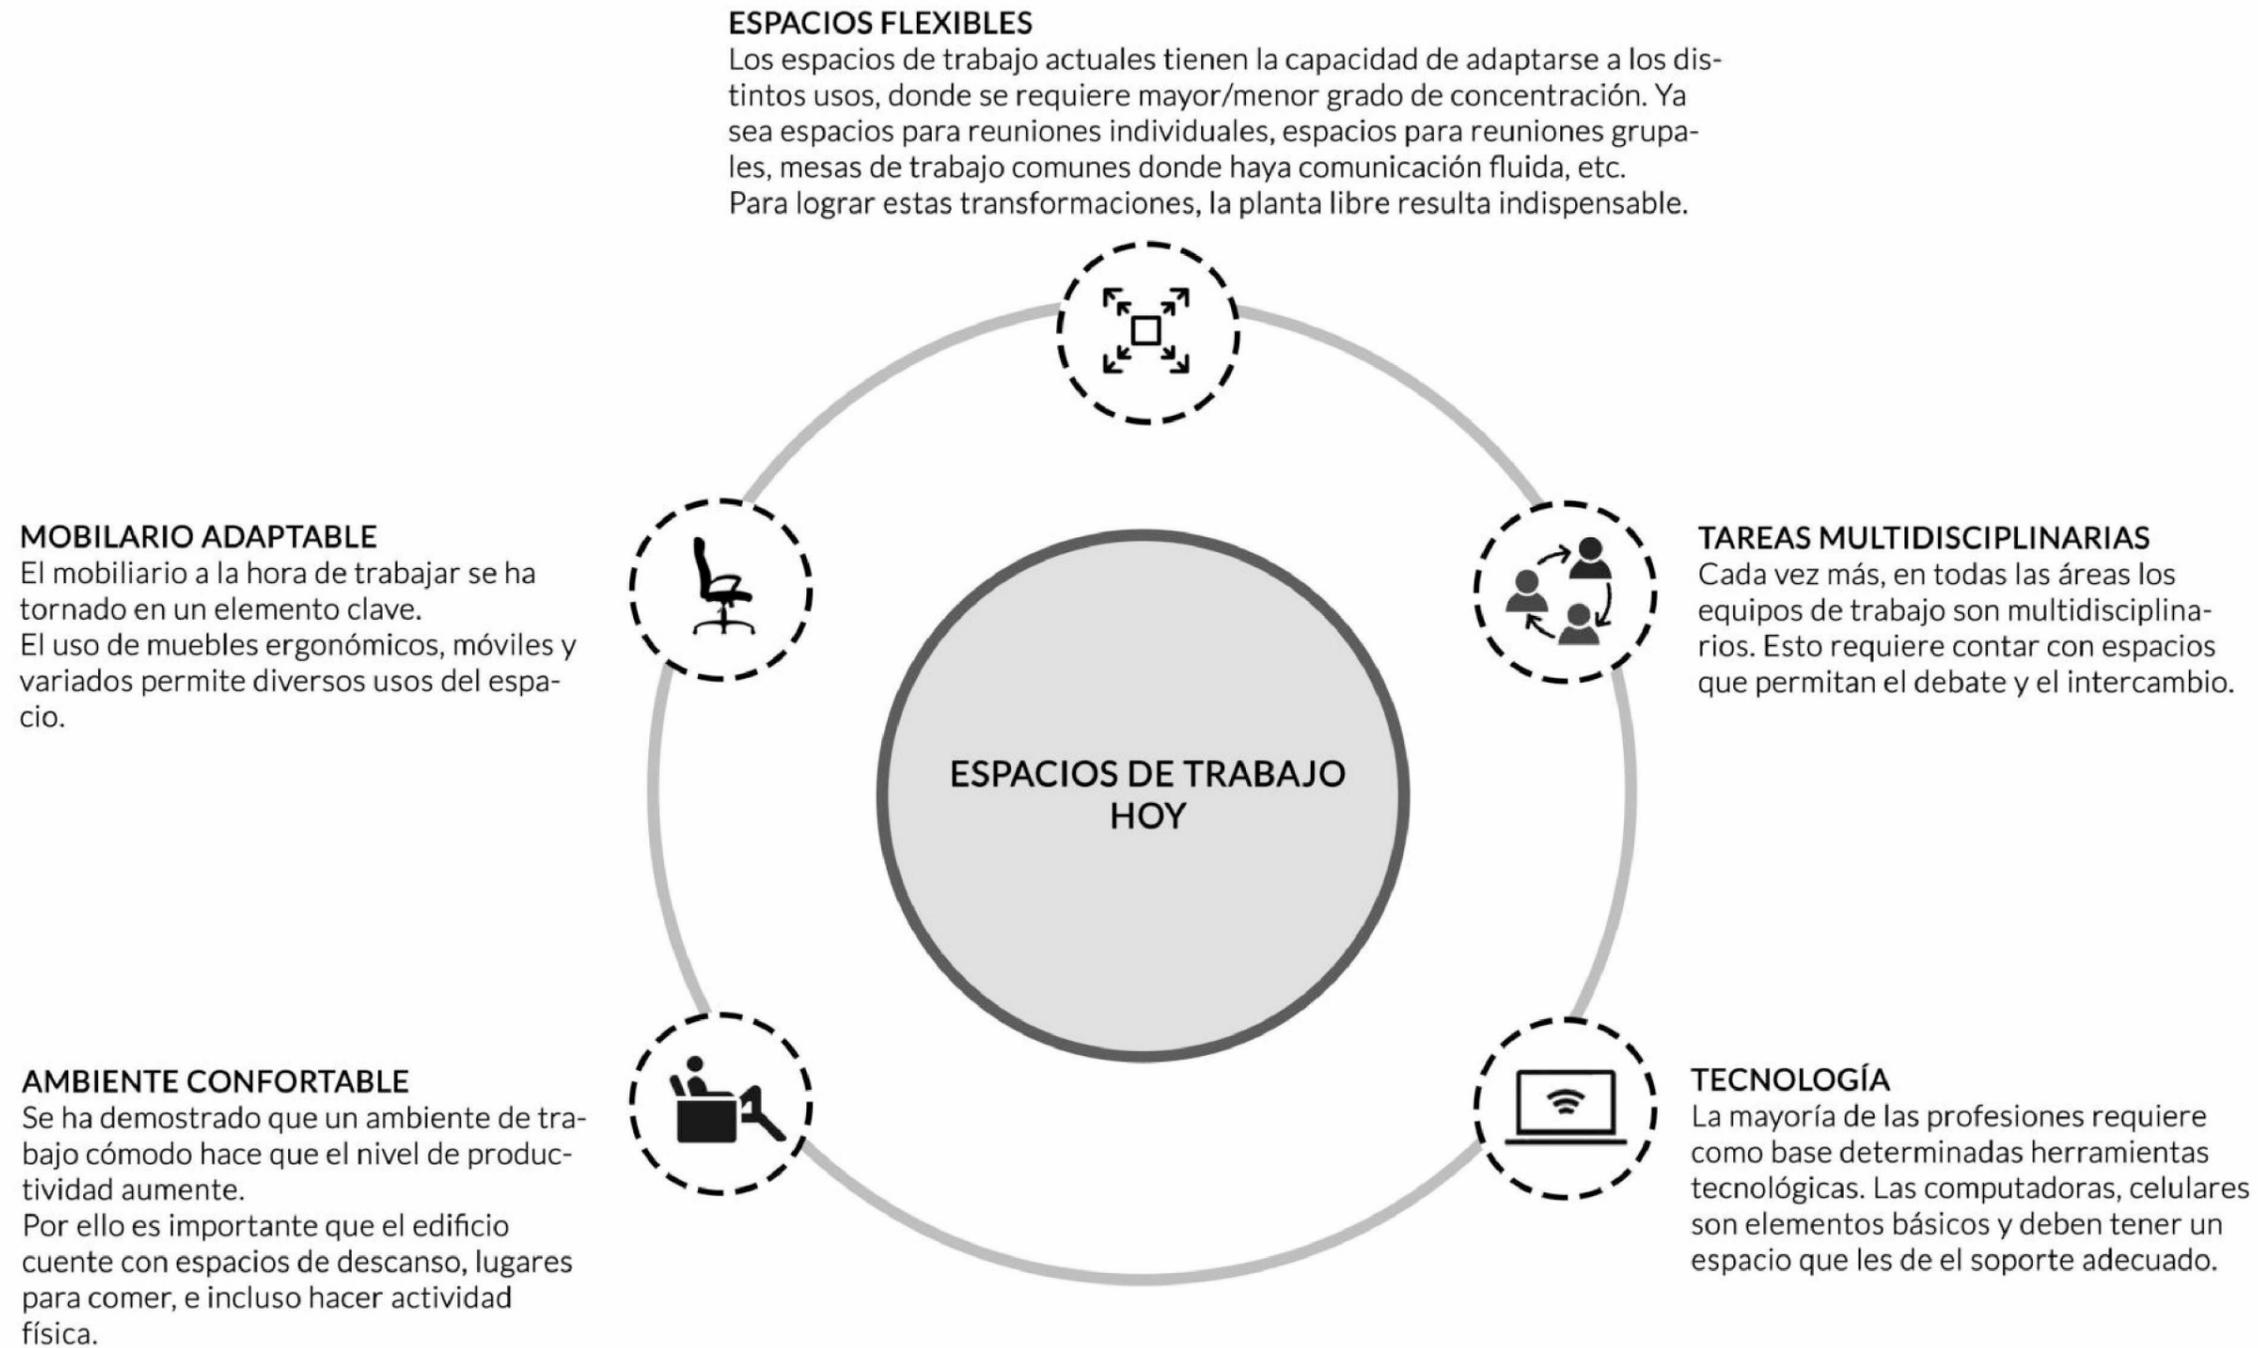 ESPACIOS FLEXIBLES
Los espacios de trabajo actuales tienen la capacidad de adaptarse a los dis-
tintos usos, donde se requiere mayor/menor grado de concentración. Ya
sea espacios para reuniones individuales, espacios para reuniones grupa-
les, mesas de trabajo comunes donde haya comunicación fluida, etc.
Para lograr estas transformaciones, la planta libre resulta indispensable.
MOBILARIO ADAPTABLE
El mobiliario a la hora de trabajar se ha
tornado en un elemento clave.
El uso de muebles ergonómicos, móviles y
variados permite diversos usos del espa-
cio.
TAREAS MULTIDISCIPLINARIAS
Cada vez más, en todas las áreas los
equipos de trabajo son multidisciplina-
rios. Esto requiere contar con espacios
que permitan el debate y el intercambio.
ESPACIOS DE TRABAJO
HOY
AMBIENTE CONFORTABLE
Se ha demostrado que un ambiente de tra-
bajo cómodo hace que el nivel de produc-
tividad aumente.
Por ello es importante que el edificio
cuente con espacios de descanso, lugares
para comer, e incluso hacer actividad
física.
TECNOLOGÍA
La mayoría de las profesiones requiere
como base determinadas herramientas
tecnológicas. Las computadoras, celulares
son elementos básicos y deben tener un
espacio que les de el soporte adecuado.